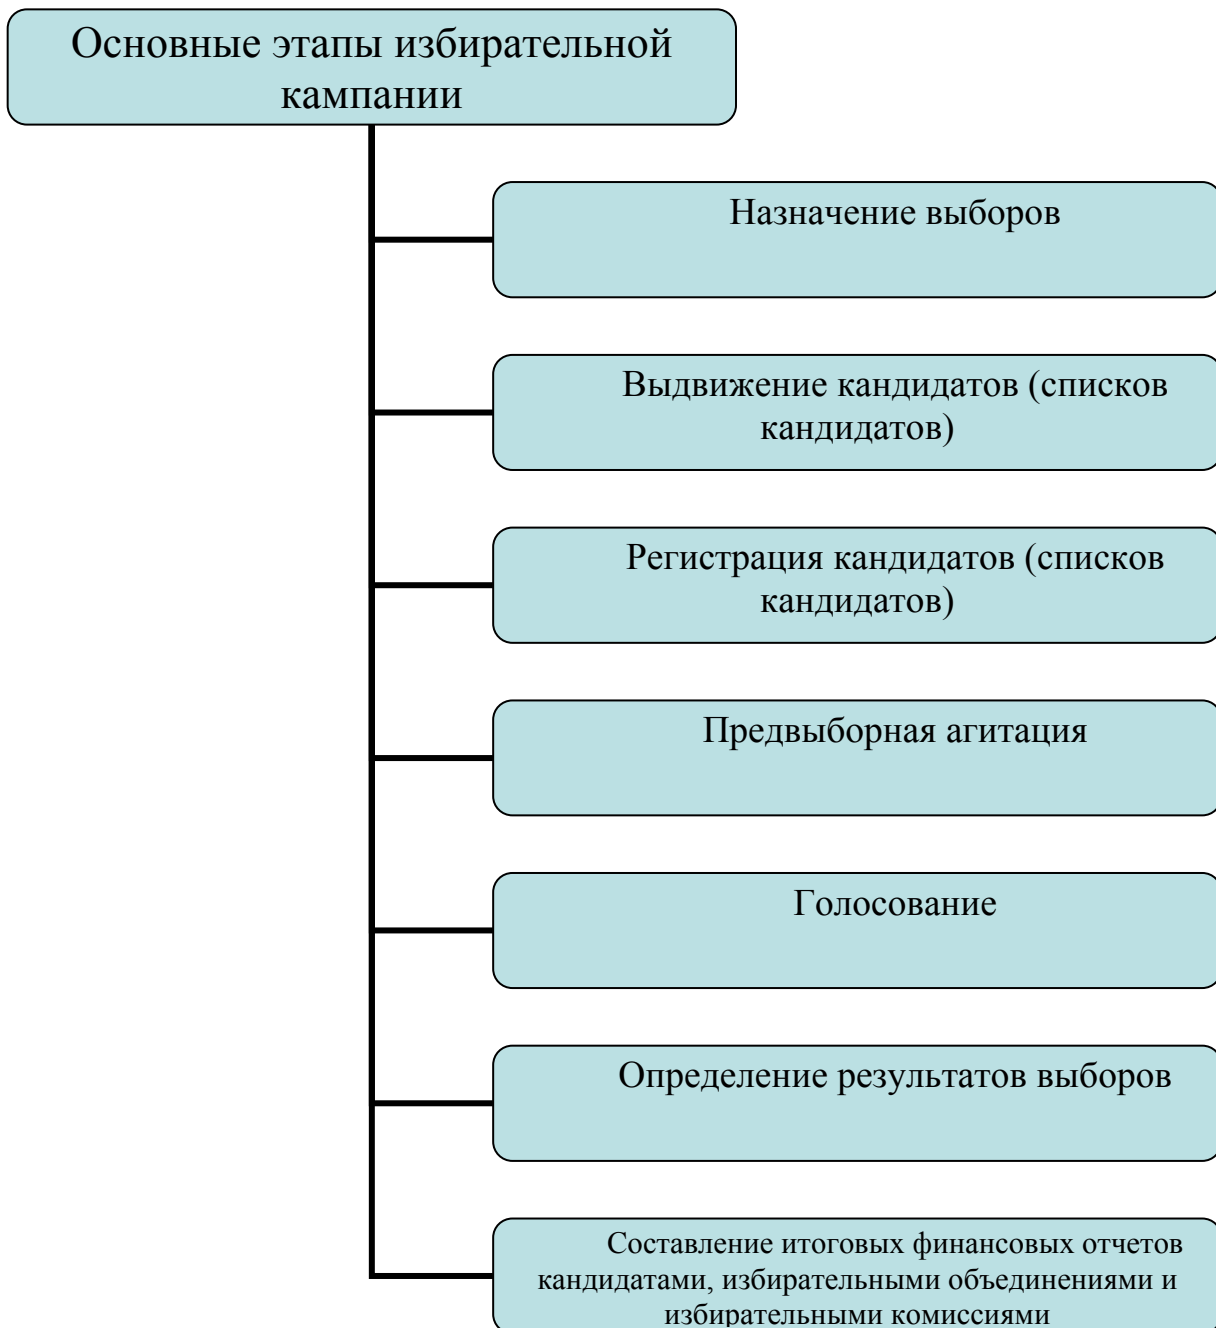 Основные этапы избирательной
кампании
Назначение выборов
Выдвижение кандидатов (списков
кандидатов)
Регистрация кандидатов (списков
кандидатов)
Предвыборная агитация
Голосование
Определение результатов выборов
Составление итоговых финансовых отчетов
кандидатами, избирательными объединениями и
избирательными комиссиями